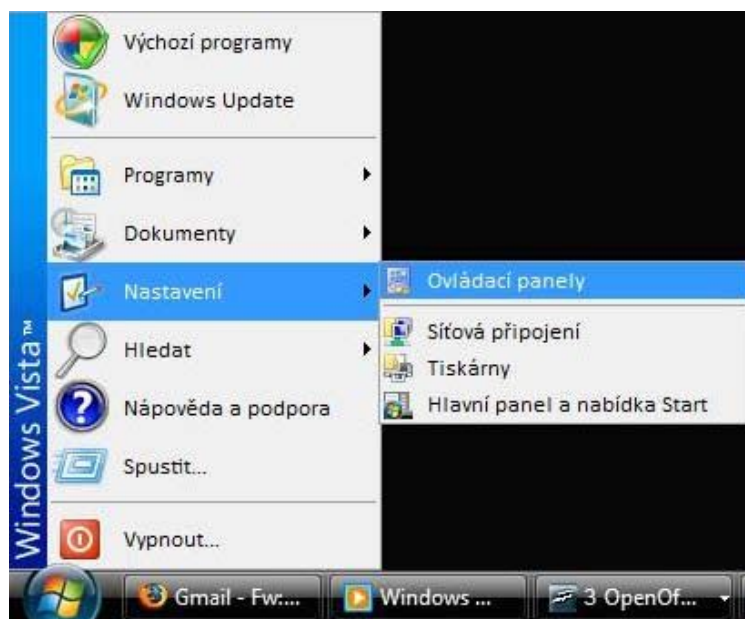 Výchozí programy
Windows Update
Programy
Dokumenty
Nastavení
Hledat
Nápověda a podpora
Spustit...
Vypnout...
Windows Vista™
Ovládací panely
Síťová připojení
Tiskárny
Hlavní panel a nabídka Start
Gmail - Fw:...
Windows ...
3 OpenOf...